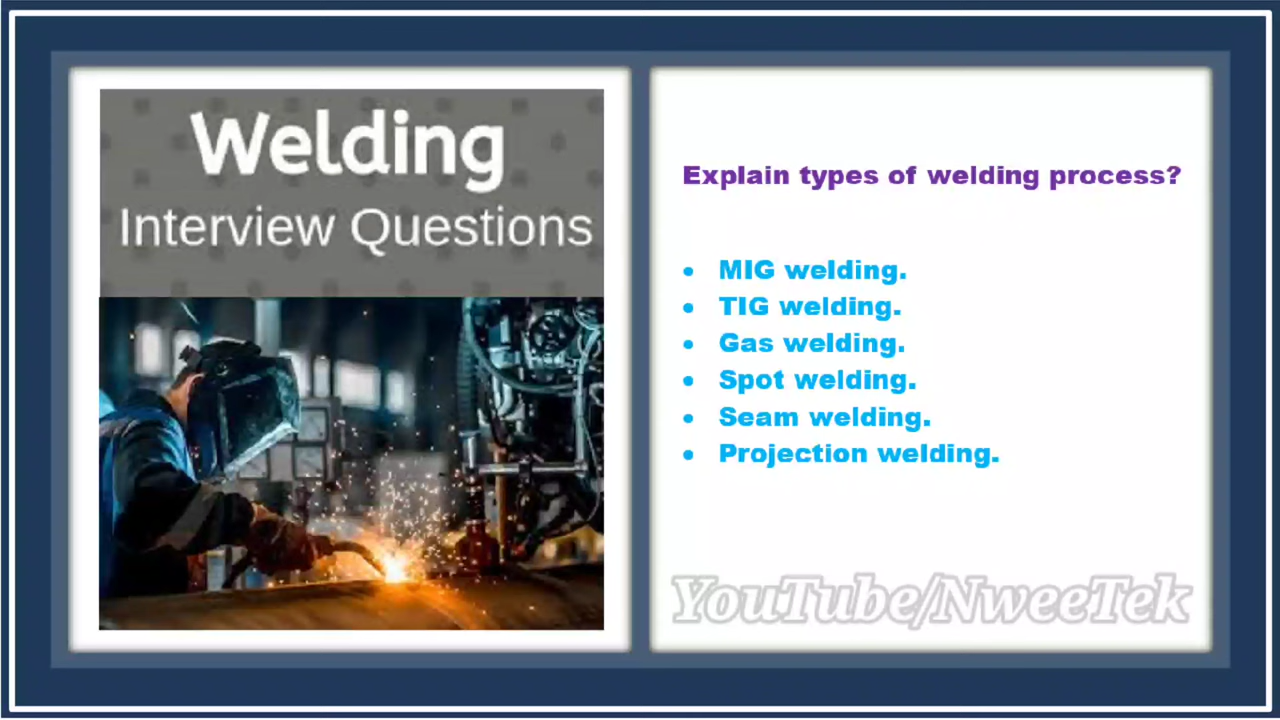 Welding
Interview Questions
Explain types of welding process?
• MIG welding.
• TIG welding.
• Gas welding.
• Spot welding.
• Seam welding.
• Projection welding.
YouTube/NweeTek